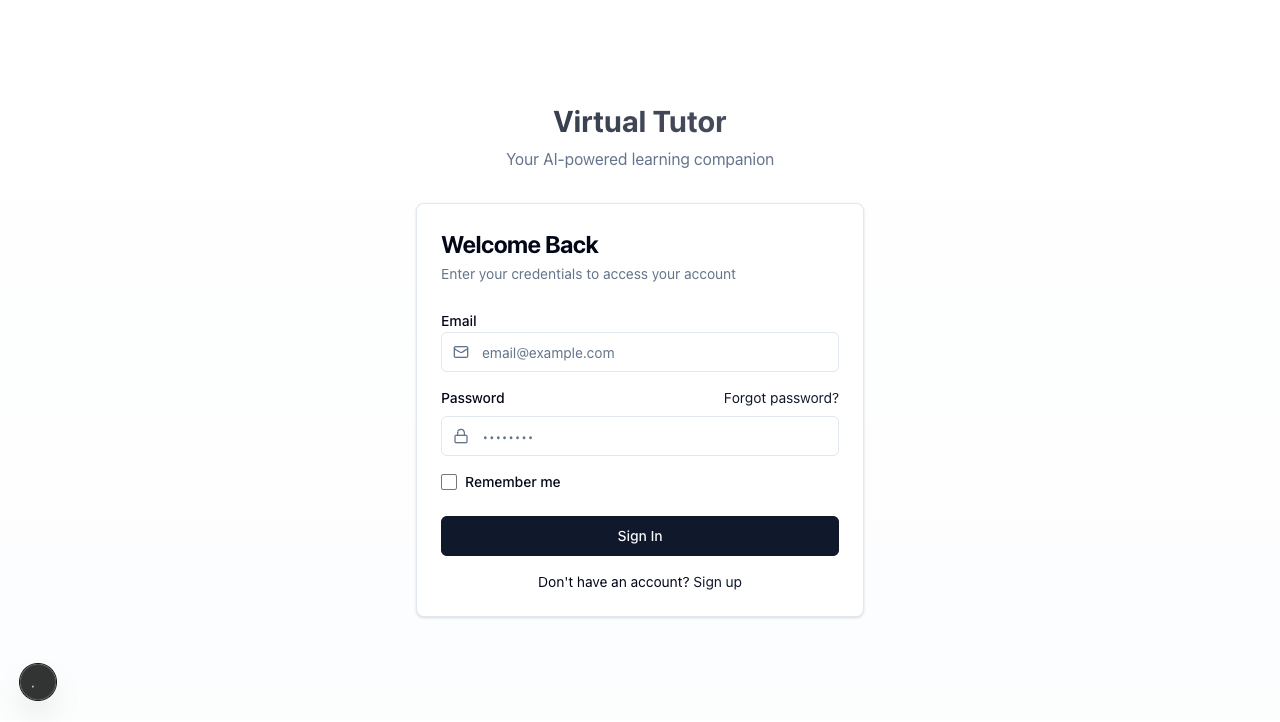 Virtual Tutor
Your AI-powered learning companion
Welcome Back
Enter your credentials to access your account
Email
email@example.com
Password Forgot password?
••••••••
Remember me
Sign In
Don't have an account? Sign up